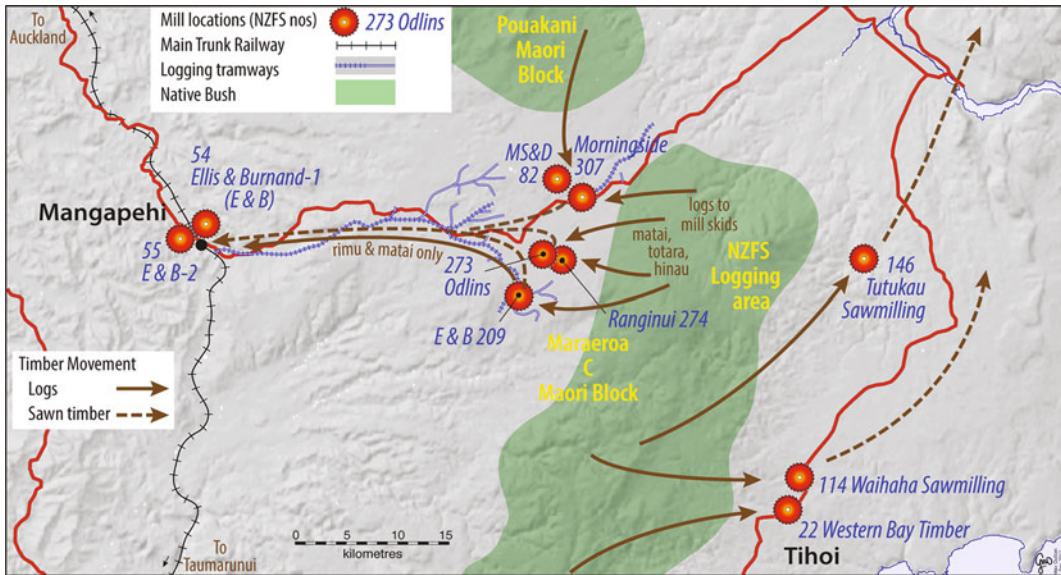 To
Auckland
Mill locations (NZFS nos)
273 Odlins
Main Trunk Railway
Logging tramways
Native Bush
Pouakani
Maori
Block
54
Ellis & Burnand-1
(E & B)
Mangapehi
55
E & B-2
MS&D
82
Morningside
307
logs to
mill skids
matai,
totara,
hinau
rimu & matai only
273
Odlins
NZFS
Logging
area
146
Tutukau
Sawmilling
E & B 209
Ranginui 274
Maraeroa
C
Maori Block
Timber Movement
Logs
Sawn timber
114 Waihaha Sawmilling
22 Western Bay Timber
Tihoi
0 5 10 15
kilometres
To
Taumarunui